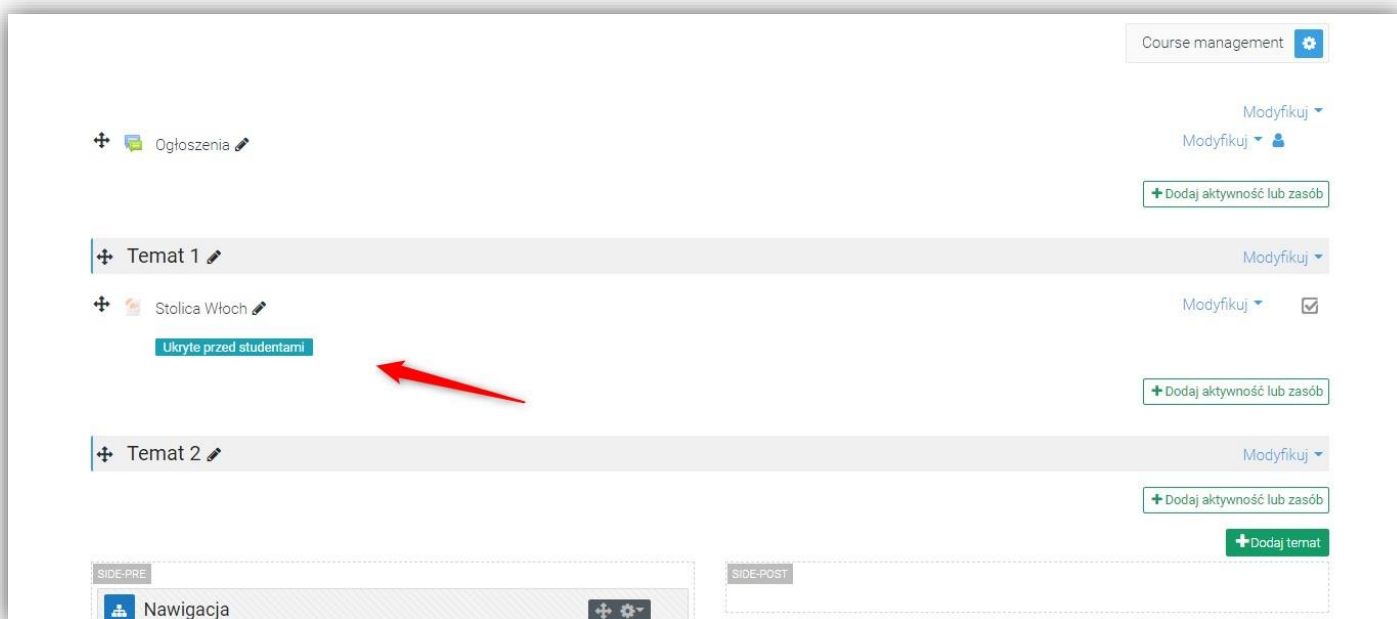 Course management
Modyfikuj
Ogłoszenia
Modyfikuj
Dodaj aktywność lub zasób
Temat 1
Modyfikuj
Stolica Włoch
Modyfikuj
Ukryte przed studentami
Dodaj aktywność lub zasób
Temat 2
Modyfikuj
Dodaj aktywność lub zasób
Dodaj temat
SIDE-PRE
SIDE-POST
Nawigacja